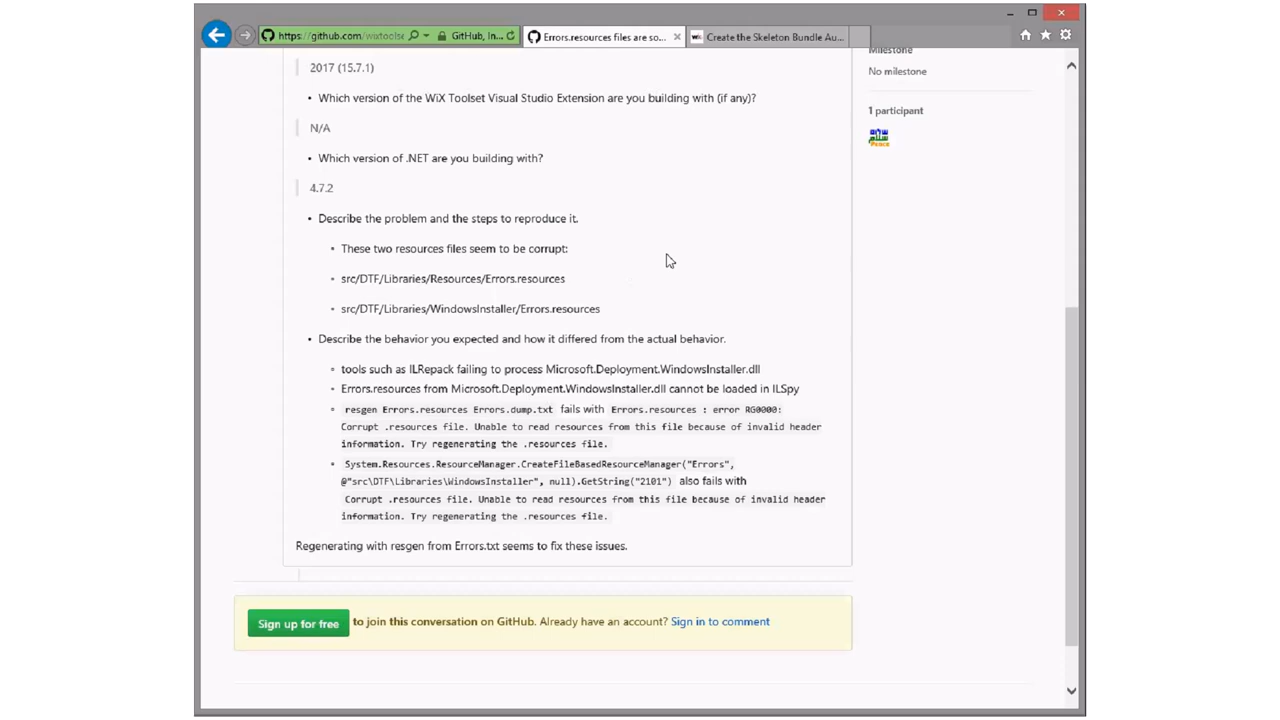 https://github.com/wixtoolse
GitHub, In...
Errors.resources files are so...
Create the Skeleton Bundle Au...
Milestone
2017 (15.7.1)
No milestone
• Which version of the WiX Toolset Visual Studio Extension are you building with (if any)?
1 participant
N/A
• Which version of .NET are you building with?
4.7.2
• Describe the problem and the steps to reproduce it.
• These two resources files seem to be corrupt:
• src/DTF/Libraries/Resources/Errors.resources
• src/DTF/Libraries/WindowsInstaller/Errors.resources
• Describe the behavior you expected and how it differed from the actual behavior.
• tools such as ILRepack failing to process Microsoft.Deployment.WindowsInstaller.dll
• Errors.resources from Microsoft.Deployment.WindowsInstaller.dll cannot be loaded in ILSpy
• resgen Errors.resources Errors.dump.txt fails with Errors.resources : error RG0000:
Corrupt .resources file. Unable to read resources from this file because of invalid header
information. Try regenerating the .resources file.
• System.Resources.ResourceManager.CreateFileBasedResourceManager("Errors",
@"src\DTF\Libraries\WindowsInstaller", null).GetString("2101") also fails with
Corrupt .resources file. Unable to read resources from this file because of invalid header
information. Try regenerating the .resources file.
Regenerating with resgen from Errors.txt seems to fix these issues.
Sign up for free to join this conversation on GitHub. Already have an account? Sign in to comment